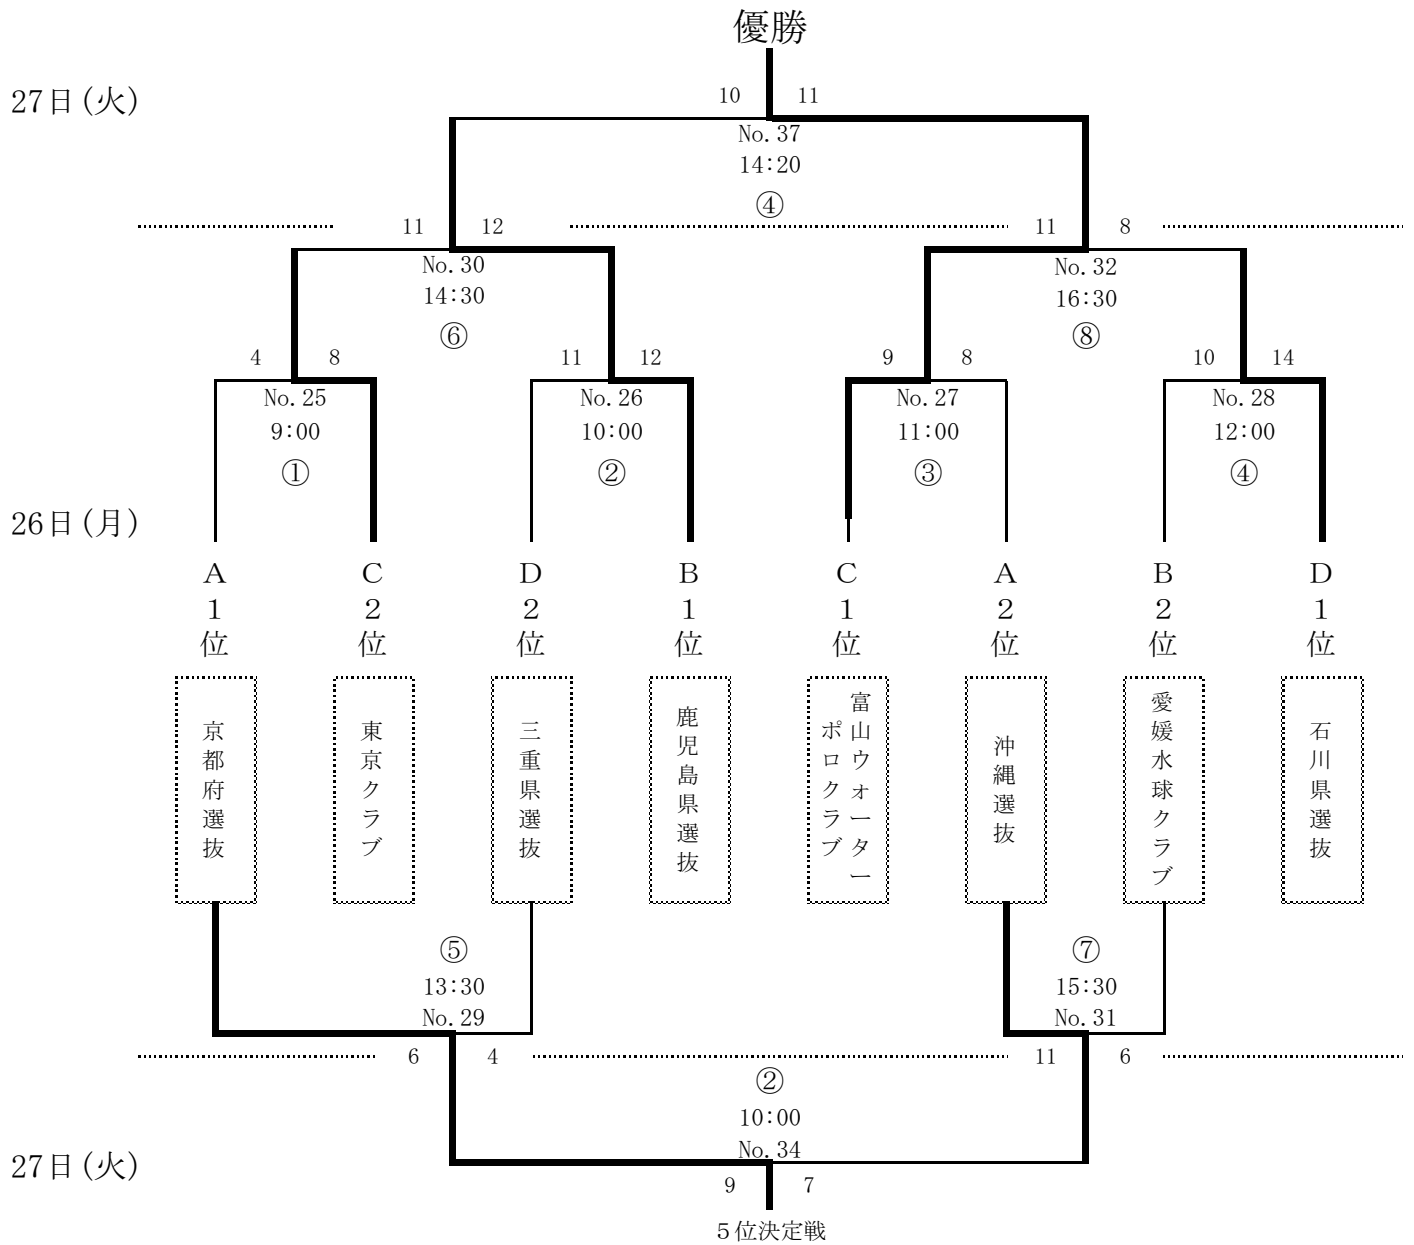 優勝
27日(火)
10 11
No.37
14:20
④
11 12 11 8
No.30 No.32
14:30 16:30
⑥ ⑧
4 8 11 12 9 8 10 14
No.25 No.26 No.27 No.28
9:00 10:00 11:00 12:00
① ② ③ ④
26日(月)
A1位 C2位 D2位 B1位 C1位 A2位 B2位 D1位
京都府選抜
東京クラブ
三重県選抜
鹿児島県選抜
富山ウォーター
ポロクラブ
沖縄選抜
愛媛水球クラブ
石川県選抜
⑤ ⑦
13:30 15:30
No.29 No.31
6 4 11 6
②
10:00
No.34
27日(火)
9 7
5位決定戦